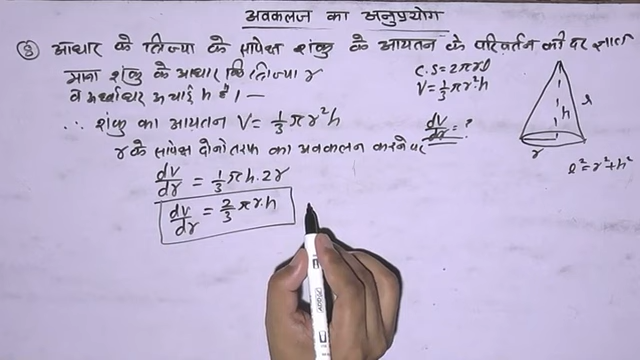 अवकलज का अनुप्रयोग
⑧ आधार के त्रिज्या के सापेक्ष शंकु के आयतन के परिवर्तन की दर ज्ञात
माना शंकु के आधार कि त्रिज्या r
व ऊर्ध्वाधर ऊचाई h है।—
C.S = 2πrl
V = 1/3 πr²h
∴ शंकु का आयतन V = 1/3 πr²h
dv/dr = ?
r के सापेक्ष दोनो तरफ का अवकलन करने पर
dv/dr = 1/3 πh.2r
dv/dr = 2/3 πr.h
h
l
r
l² = r² + h²